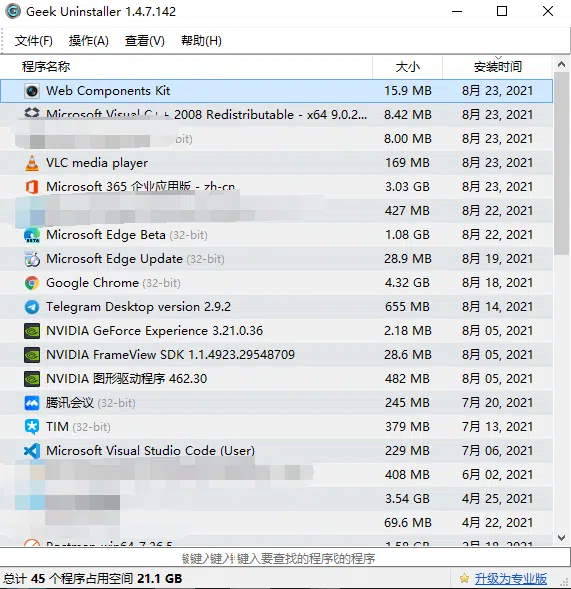 Geek Uninstaller 1.4.7.142
文件(F) 操作(A) 查看(V) 帮助(H)
程序名称 大小 安装时间
Web Components Kit 15.9 MB 8月 23, 2021
Microsoft Visual C++ 2008 Redistributable - x64 9.0.2... 8.42 MB 8月 23, 2021
bit) 8.00 MB 8月 23, 2021
VLC media player 169 MB 8月 23, 2021
Microsoft 365 企业应用版 - zh-cn 3.03 GB 8月 23, 2021
427 MB 8月 22, 2021
Microsoft Edge Beta (32-bit) 1.08 GB 8月 22, 2021
Microsoft Edge Update (32-bit) 28.9 MB 8月 19, 2021
Google Chrome (32-bit) 4.32 GB 8月 18, 2021
Telegram Desktop version 2.9.2 655 MB 8月 14, 2021
NVIDIA GeForce Experience 3.21.0.36 2.18 MB 8月 05, 2021
NVIDIA FrameView SDK 1.1.4923.29548709 28.6 MB 8月 05, 2021
NVIDIA 图形驱动程序 462.30 482 MB 8月 05, 2021
腾讯会议 (32-bit) 245 MB 7月 20, 2021
TIM (32-bit) 379 MB 7月 13, 2021
Microsoft Visual Studio Code (User) 229 MB 7月 06, 2021
408 MB 6月 02, 2021
3.54 GB 4月 25, 2021
69.6 MB 4月 22, 2021
Postman-win64-7.36.5 1.58 GB 2月 18, 2021
键入要查找的程序的程序
总计 45 个程序占用空间 21.1 GB 升级为专业版